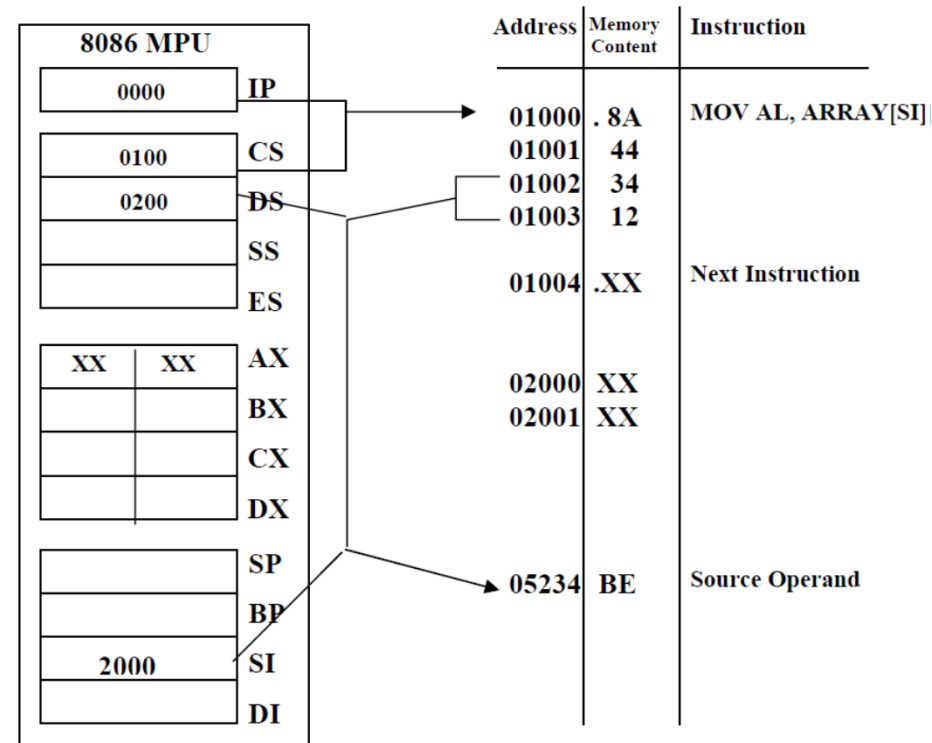 8086 MPU
0000 IP
0100 CS
0200 DS
SS
ES
XX XX AX
BX
CX
DX
SP
BP
2000 SI
DI
Address Memory Content Instruction
01000 . 8A MOV AL, ARRAY[SI]
01001 44
01002 34
01003 12
01004 .XX Next Instruction
02000 XX
02001 XX
05234 BE Source Operand